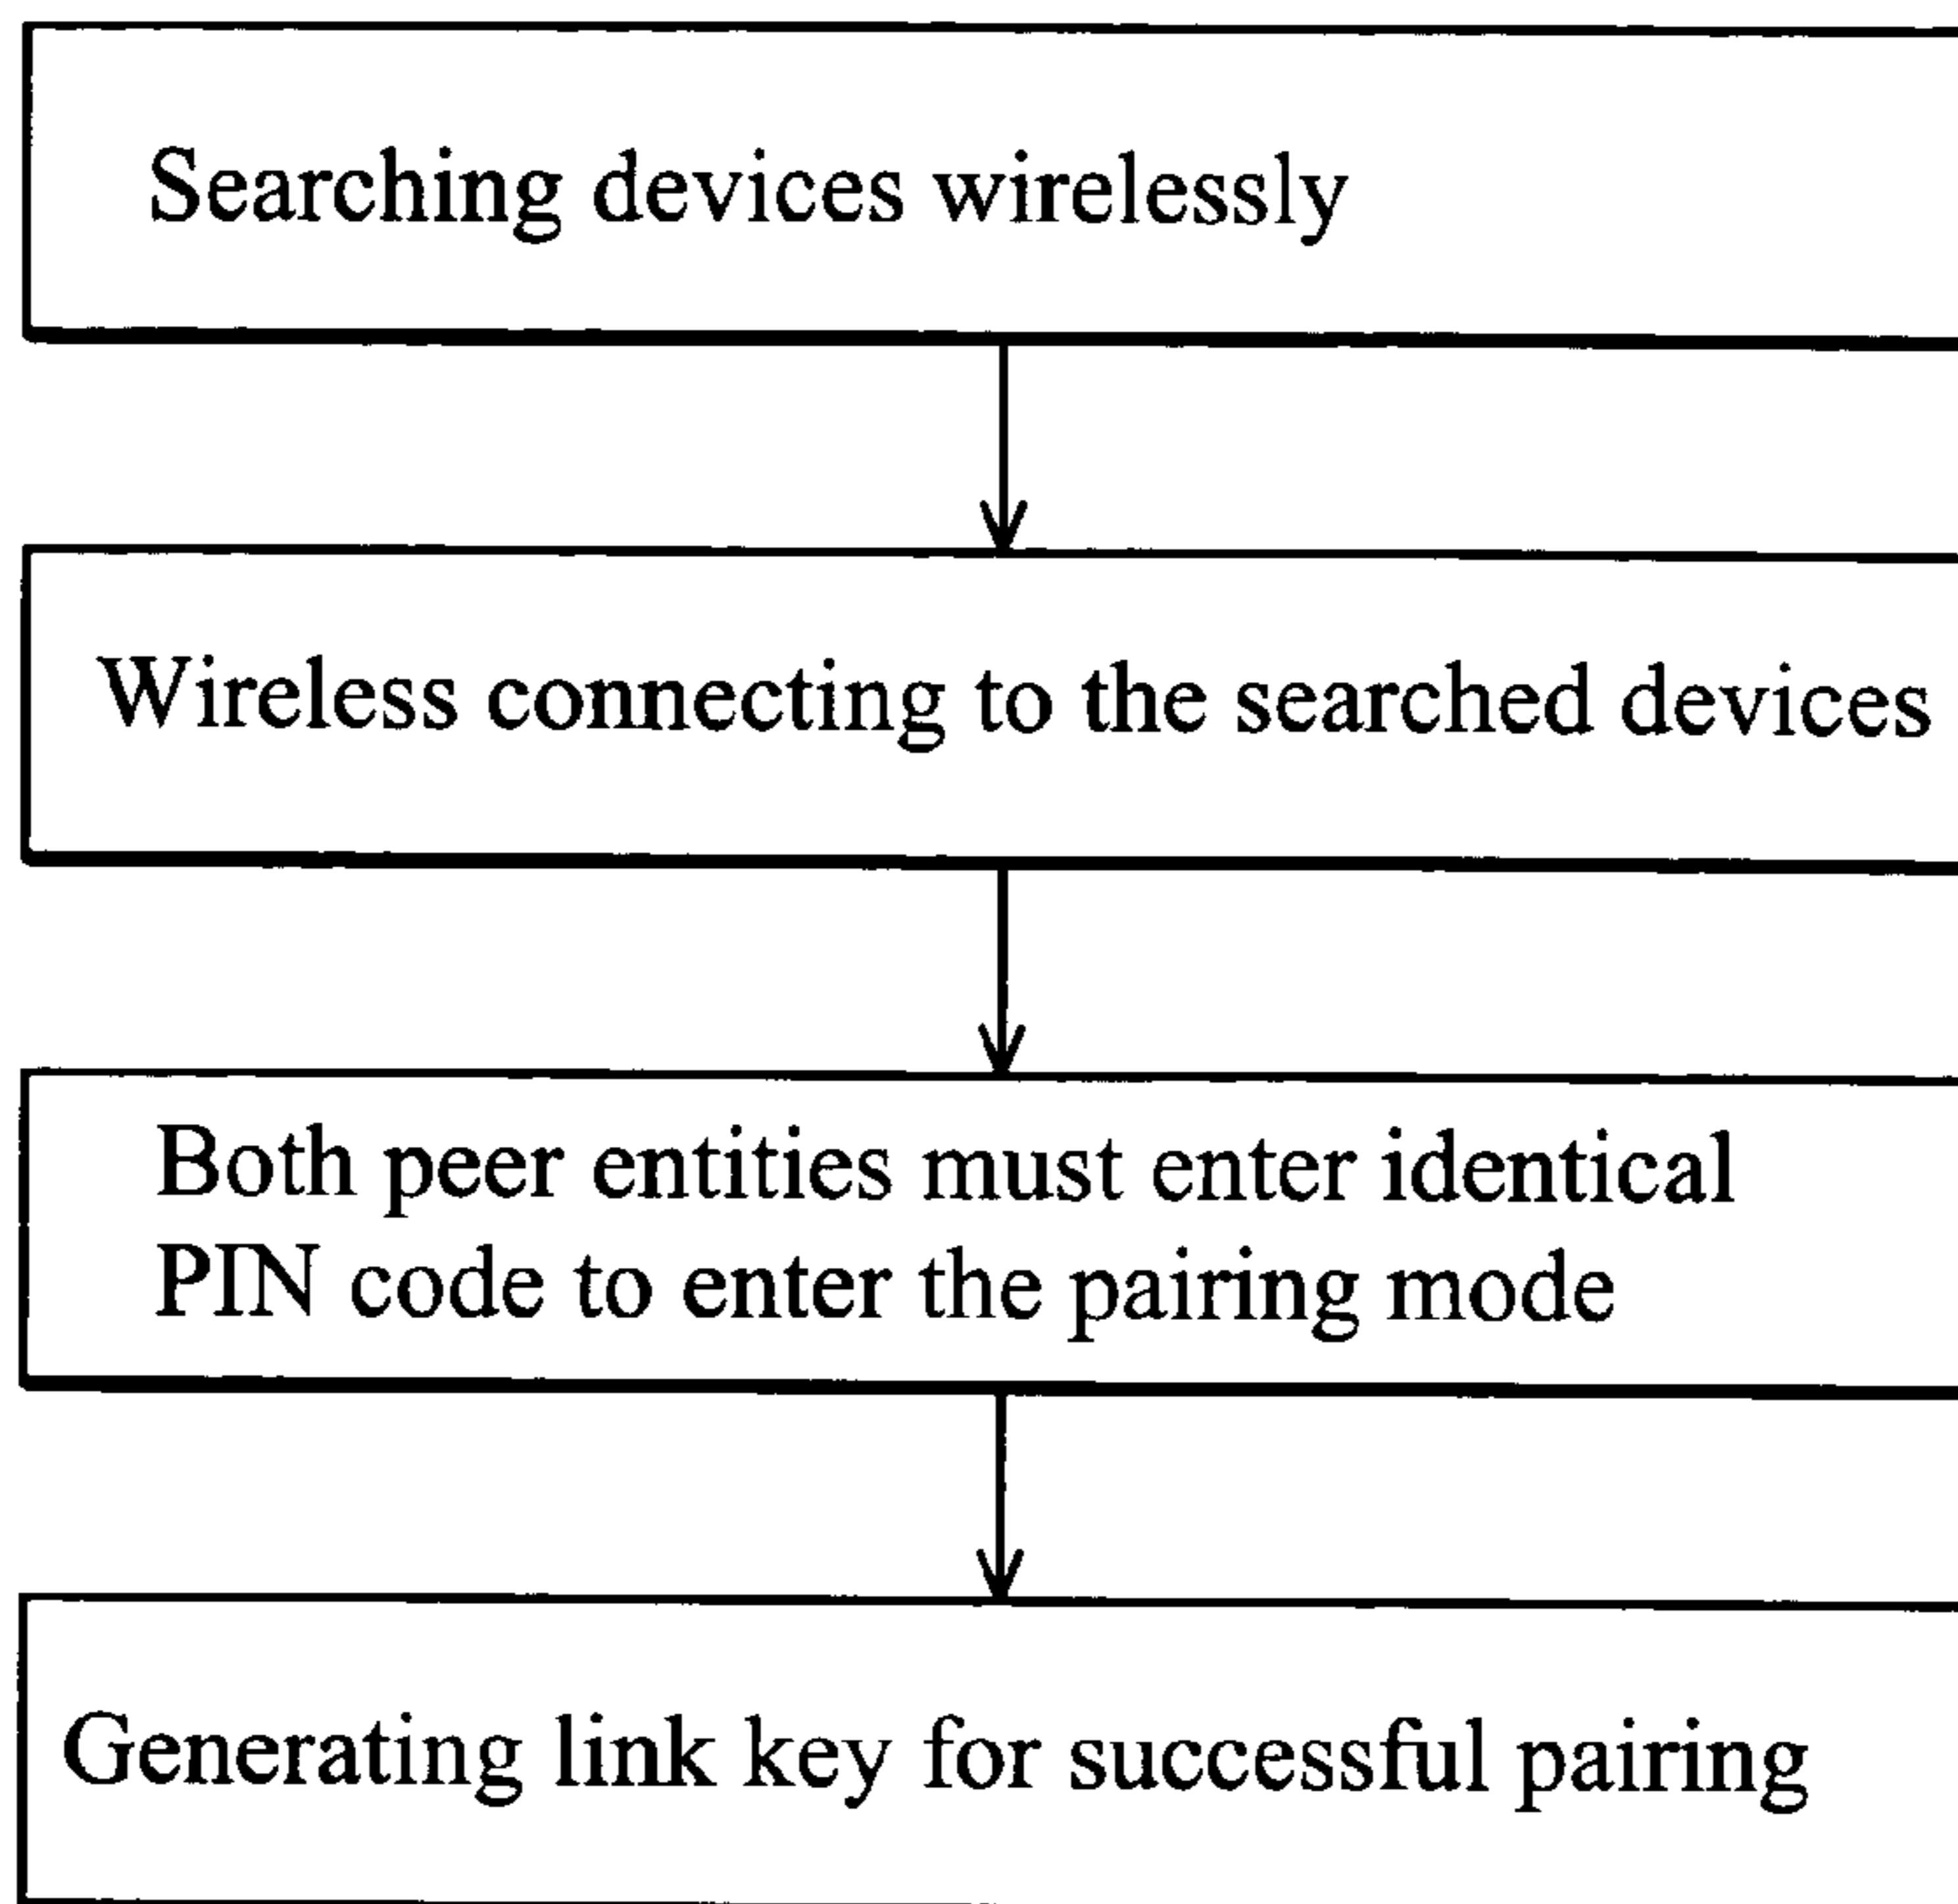 Searching devices wirelessly
Wireless connecting to the searched devices
Both peer entities must enter identical
PIN code to enter the pairing mode
Generating link key for successful pairing